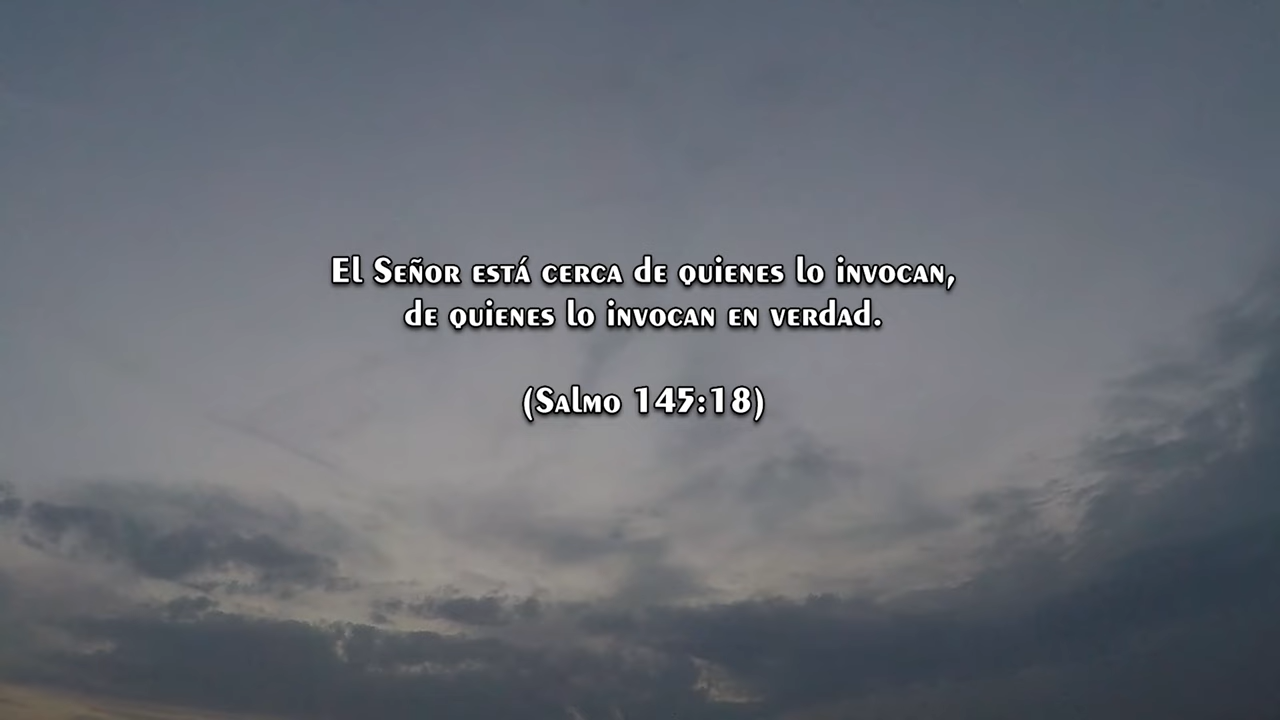 El Señor está cerca de quienes lo invocan,
de quienes lo invocan en verdad.
(Salmo 145:18)